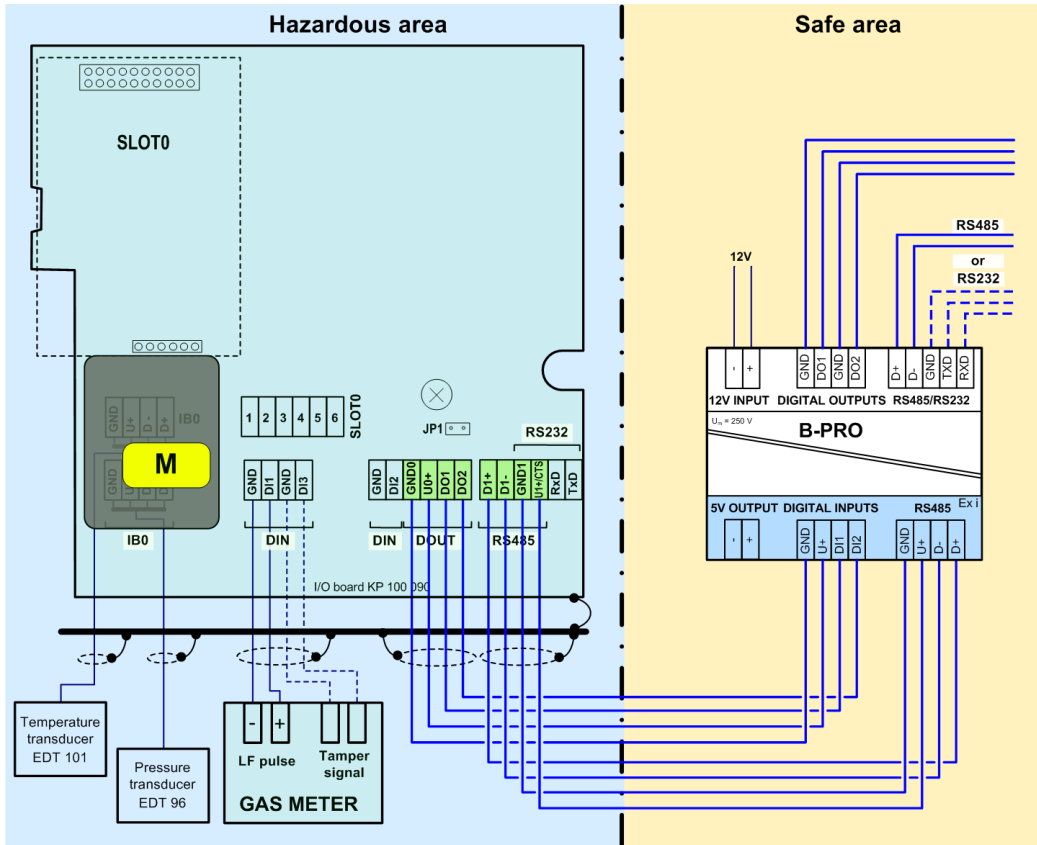 Hazardous area
Safe area
SLOT0
RS485
or
RS232
12V
- + GND DO1 GND DO2 D+ D- GND TXD RXD
12V INPUT DIGITAL OUTPUTS RS485/RS232
Um = 250 V
B-PRO
Ex i
5V OUTPUT DIGITAL INPUTS RS485
- + GND U+ DI1 DI2 GND U+ D- D+
GND U+ D- D+ IB0
1 2 3 4 5 6 SLOT0
JP1
RS232
M
GND
GND DI1 GND DI3
GND DI2 GND0 U0+ DO1 DO2 D1+ D1- GND1 U1+/CTS RxD TxD
IB0
DIN
DIN
DOUT
RS485
I/O board KP 100 090
Temperature
transducer
EDT 101
Pressure
transducer
EDT 96
- +
LF pulse
Tamper
signal
GAS METER